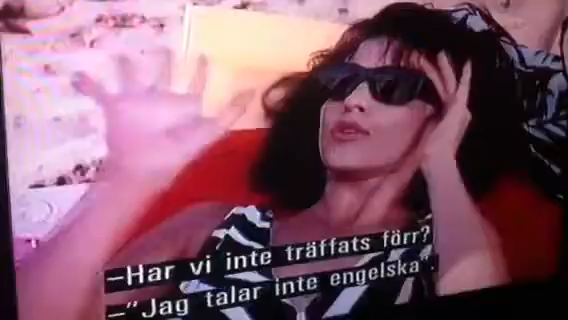 –Har vi inte träffats förr?
–"Jag talar inte engelska".